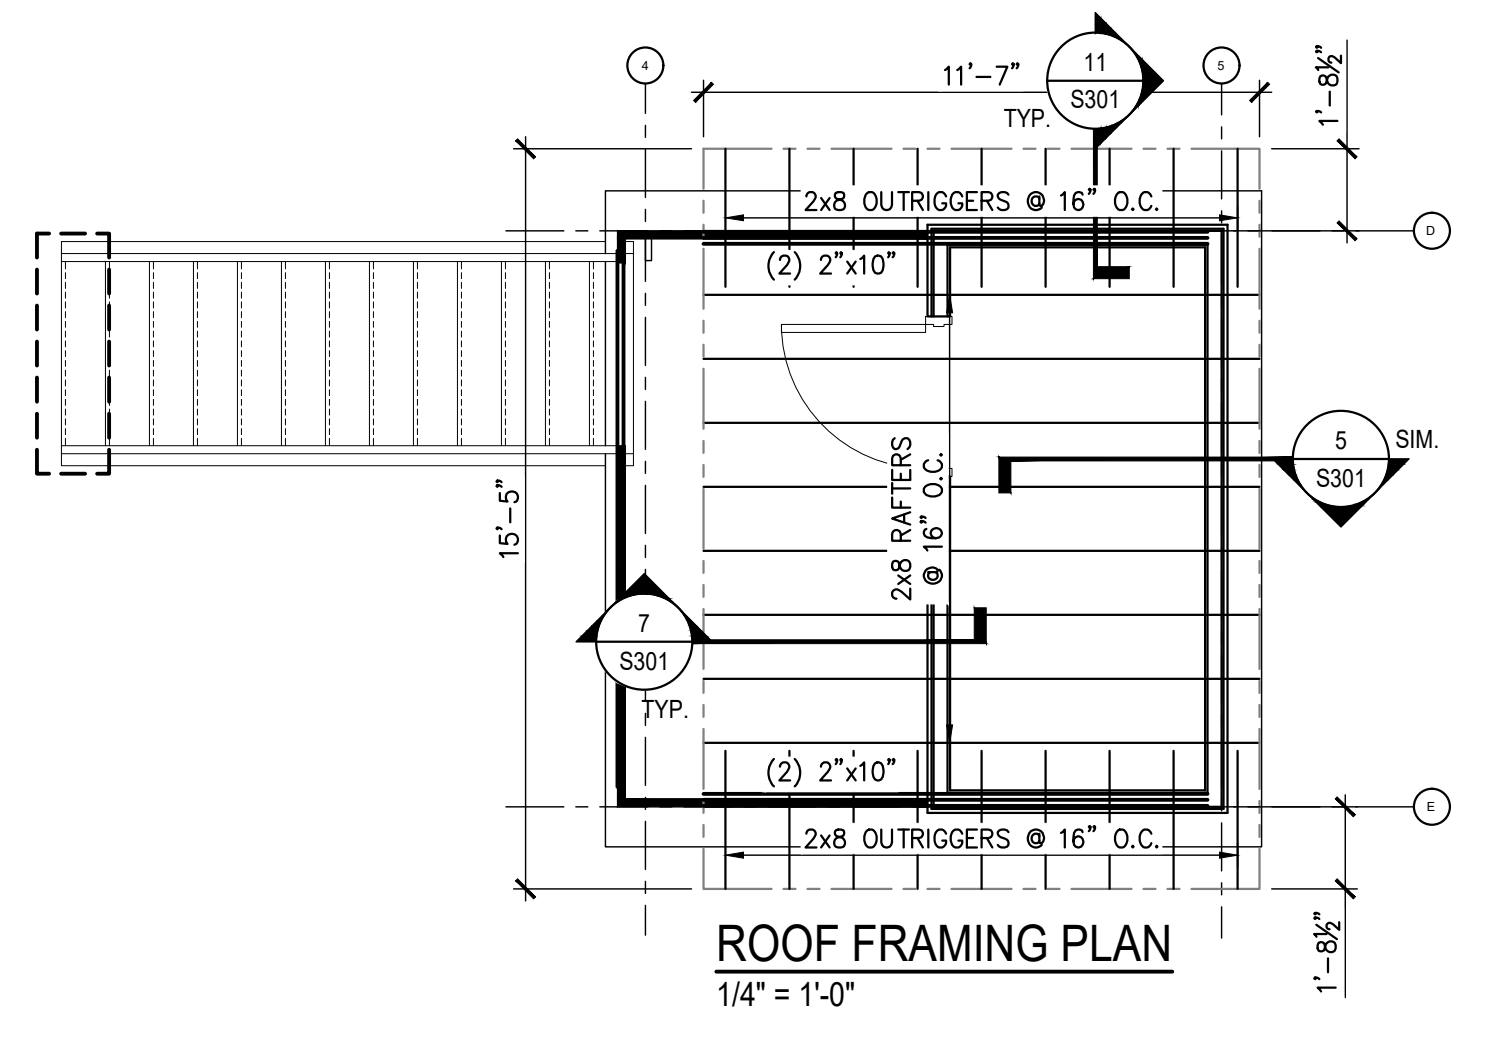 4
11'-7"
11
S301
TYP.
5
1'-8½"
2x8 OUTRIGGERS @ 16" O.C.
D
(2) 2"x10"
2x8 RAFTERS
@ 16" O.C.
5
S301
SIM.
15'-5"
7
S301
TYP.
(2) 2"x10"
E
2x8 OUTRIGGERS @ 16" O.C.
1'-8½"
ROOF FRAMING PLAN
1/4" = 1'-0"